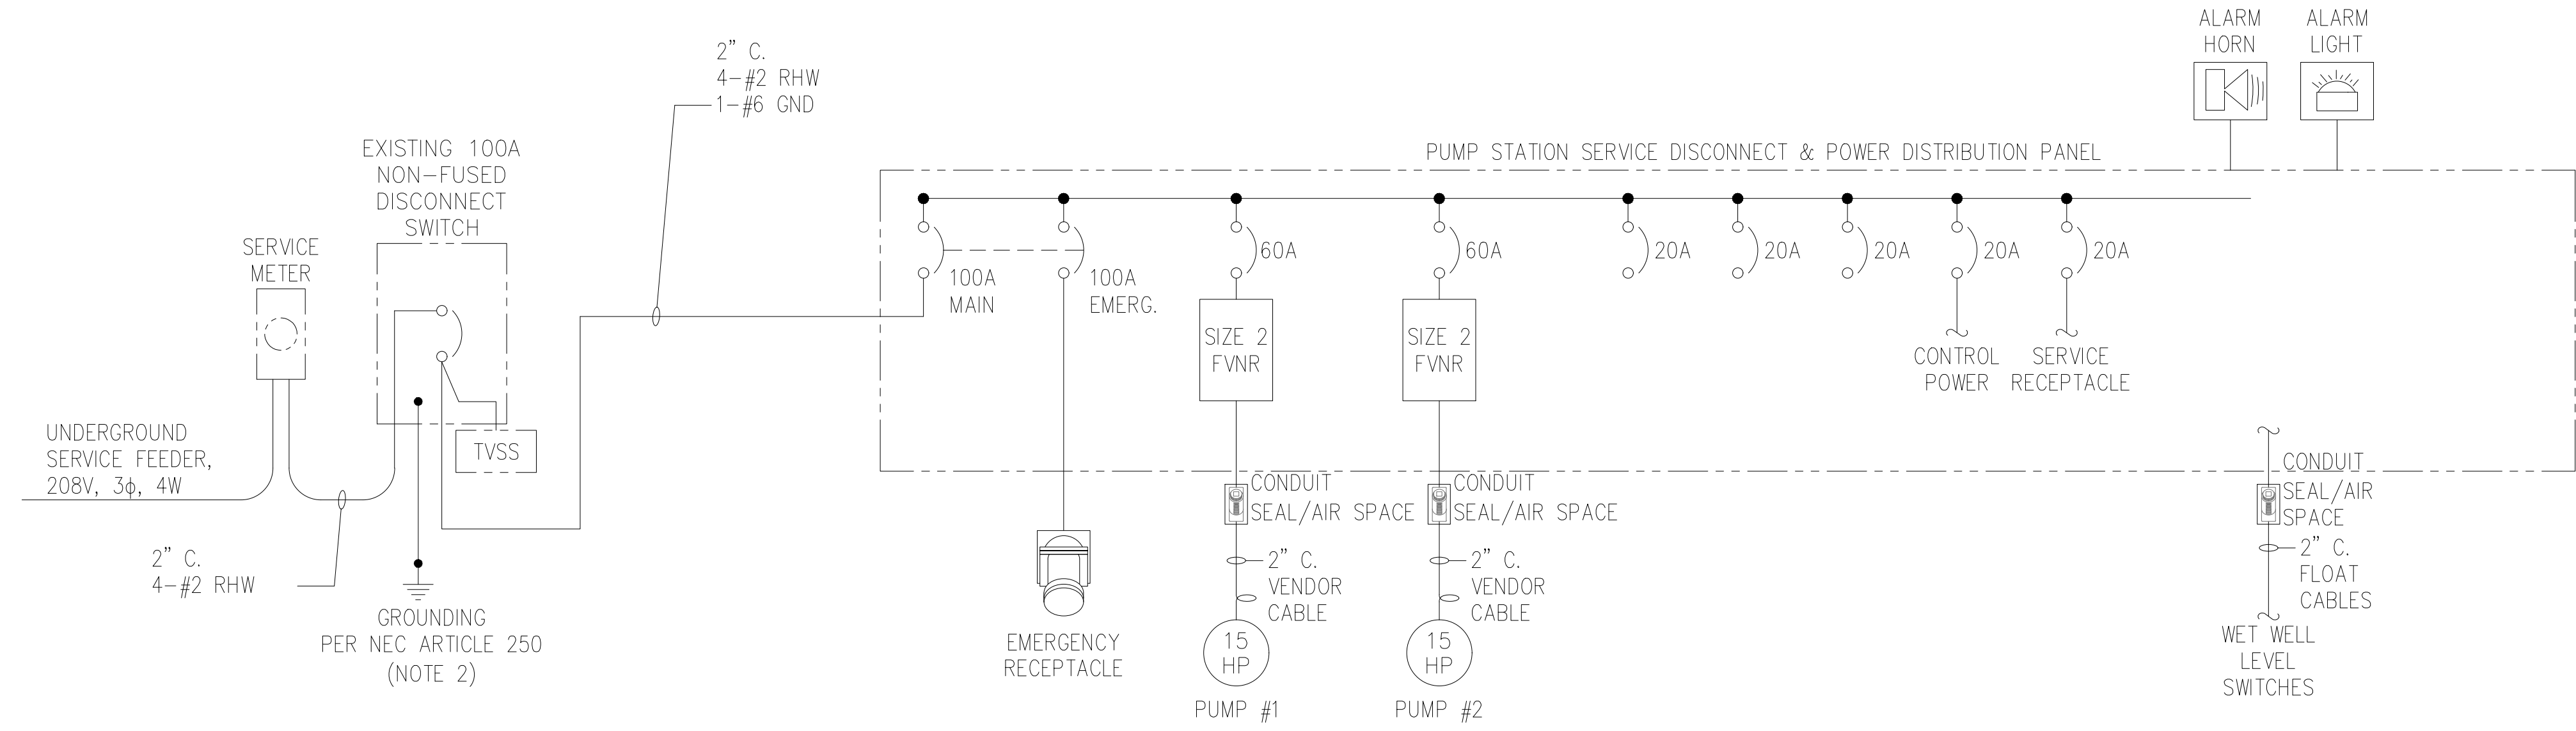 ALARM
HORN
ALARM
LIGHT
2" C.
4-#2 RHW
1-#6 GND
EXISTING 100A
NON-FUSED
DISCONNECT
SWITCH
PUMP STATION SERVICE DISCONNECT & POWER DISTRIBUTION PANEL
SERVICE
METER
100A
MAIN
100A
EMERG.
60A
60A
20A
20A
20A
20A
20A
SIZE 2
FVNR
SIZE 2
FVNR
CONTROL
POWER
SERVICE
RECEPTACLE
UNDERGROUND
SERVICE FEEDER,
208V, 3ϕ, 4W
TVSS
2" C.
4-#2 RHW
GROUNDING
PER NEC ARTICLE 250
(NOTE 2)
EMERGENCY
RECEPTACLE
CONDUIT
SEAL/AIR SPACE
2" C.
VENDOR
CABLE
15
HP
PUMP #1
CONDUIT
SEAL/AIR SPACE
2" C.
VENDOR
CABLE
15
HP
PUMP #2
CONDUIT
SEAL/AIR
SPACE
2" C.
FLOAT
CABLES
WET WELL
LEVEL
SWITCHES